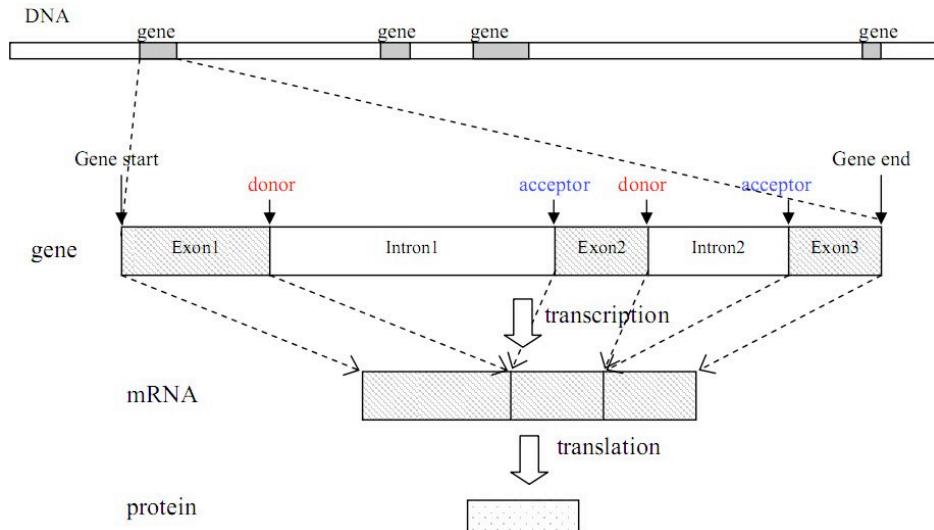 DNA
gene gene gene gene
Gene start Gene end
donor acceptor donor acceptor
gene Exon1 Intron1 Exon2 Intron2 Exon3
transcription
mRNA
translation
protein